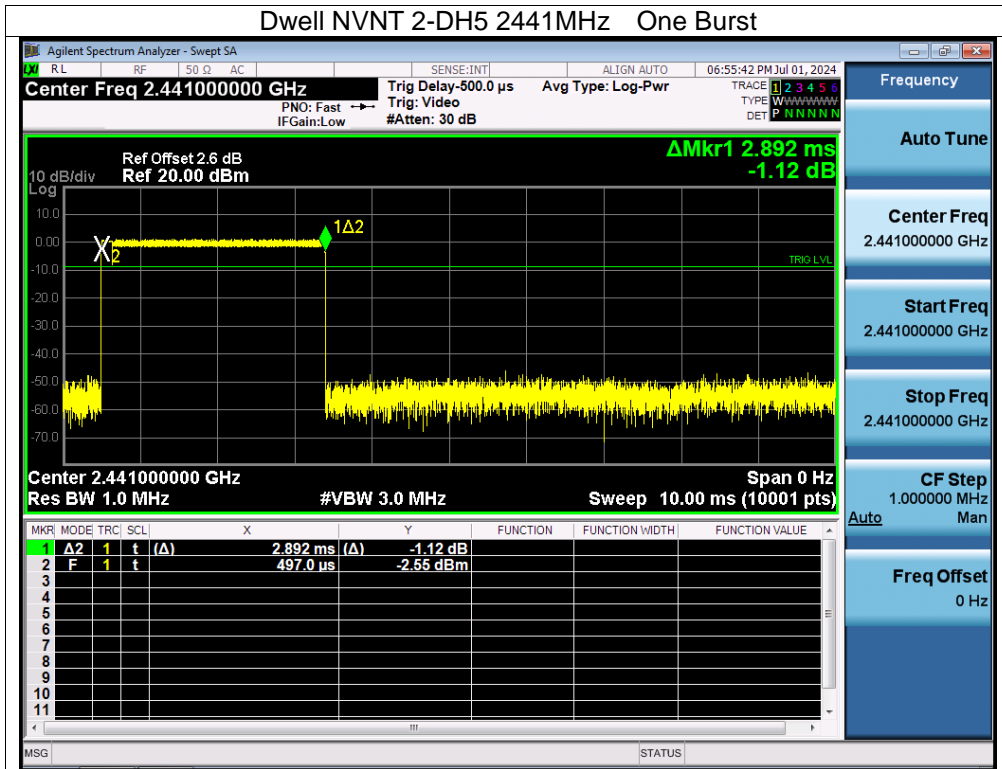 Dwell NVNT 2-DH5 2441MHz One Burst
Agilent Spectrum Analyzer - Swept SA
LXI RL RF 50 Ω AC SENSE:INT ALIGN AUTO 06:55:42 PM Jul 01, 2024
Center Freq 2.441000000 GHz
PNO: Fast
IFGain:Low
Trig Delay-500.0 µs
Trig: Video
#Atten: 30 dB
Avg Type: Log-Pwr
TRACE 1 2 3 4 5 6
TYPE WWWWWW
DET P N N N N N
ΔMkr1 2.892 ms
-1.12 dB
Ref Offset 2.6 dB
10 dB/div Ref 20.00 dBm
Log
10.0
0.00
-10.0
-20.0
-30.0
-40.0
-50.0
-60.0
-70.0
1Δ2
X2
TRIG LVL
Center 2.441000000 GHz Span 0 Hz
Res BW 1.0 MHz #VBW 3.0 MHz Sweep 10.00 ms (10001 pts)
MKR MODE TRC SCL X Y FUNCTION FUNCTION WIDTH FUNCTION VALUE
1 Δ2 1 t (Δ) 2.892 ms (Δ) -1.12 dB
2 F 1 t 497.0 µs -2.55 dBm
3
4
5
6
7
8
9
10
11
MSG STATUS
Frequency
Auto Tune
Center Freq
2.441000000 GHz
Start Freq
2.441000000 GHz
Stop Freq
2.441000000 GHz
CF Step
1.000000 MHz
Auto Man
Freq Offset
0 Hz